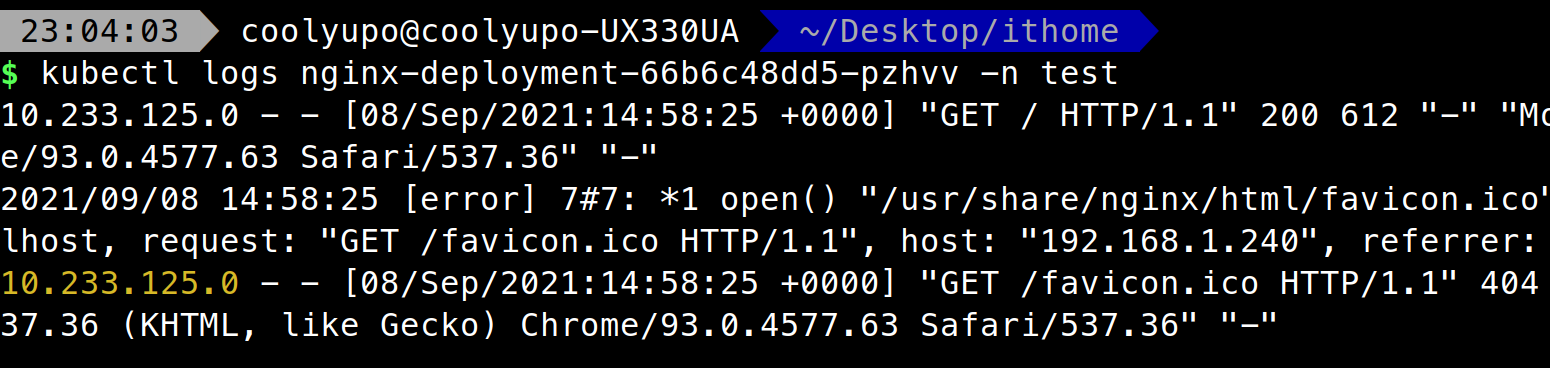 23:04:03 coolyupo@coolyupo-UX330UA ~/Desktop/ithome
$ kubectl logs nginx-deployment-66b6c48dd5-pzhvv -n test
10.233.125.0 - - [08/Sep/2021:14:58:25 +0000] "GET / HTTP/1.1" 200 612 "-" "Mo
e/93.0.4577.63 Safari/537.36" "-"
2021/09/08 14:58:25 [error] 7#7: *1 open() "/usr/share/nginx/html/favicon.ico"
lhost, request: "GET /favicon.ico HTTP/1.1", host: "192.168.1.240", referrer:
10.233.125.0 - - [08/Sep/2021:14:58:25 +0000] "GET /favicon.ico HTTP/1.1" 404
37.36 (KHTML, like Gecko) Chrome/93.0.4577.63 Safari/537.36" "-"